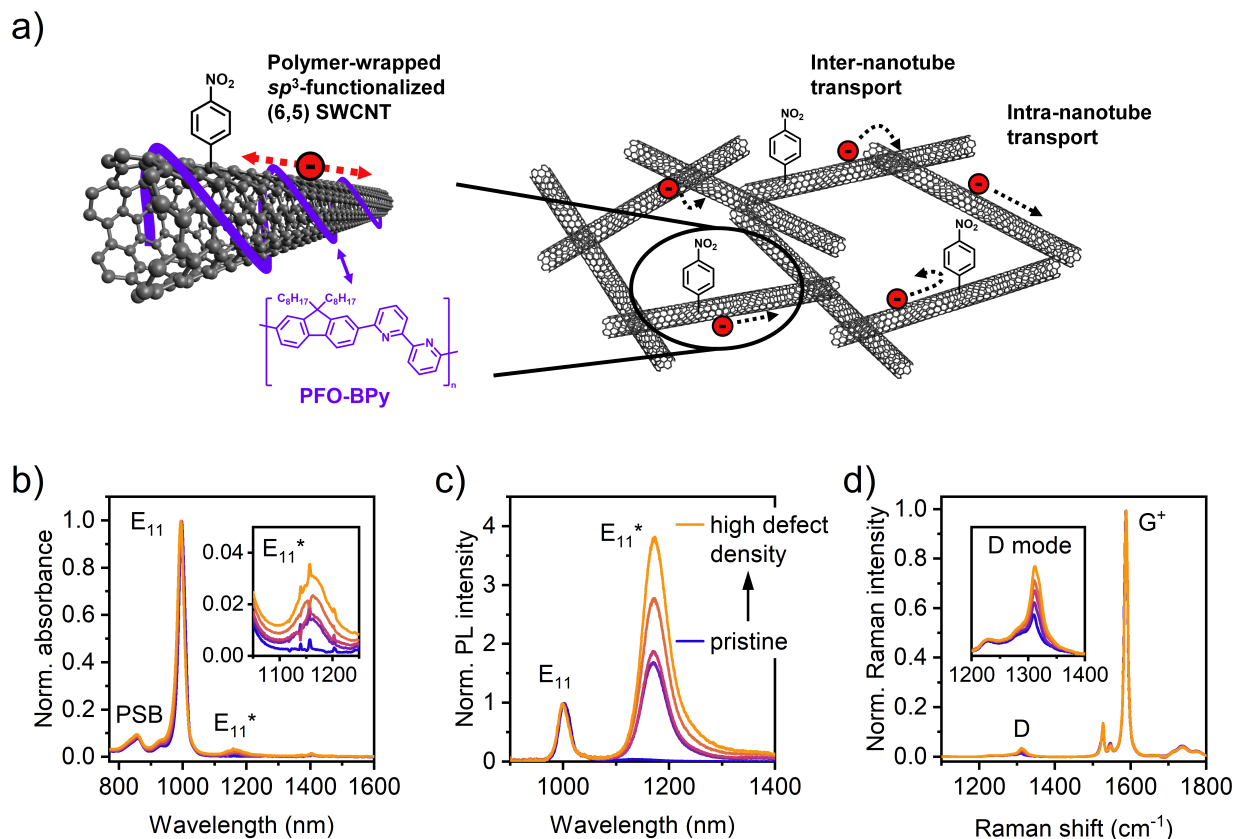 a)
Polymer-wrapped
sp³-functionalized
(6,5) SWCNT
NO₂
-
C₈H₁₇ C₈H₁₇
N
N
n
PFO-BPy
Inter-nanotube
transport
Intra-nanotube
transport
NO₂
-
-
-
NO₂
NO₂
-
-
b)
Norm. absorbance
1.0
0.8
0.6
0.4
0.2
0.0
E₁₁
PSB
E₁₁*
E₁₁*
0.04
0.02
0.00
1100 1200
800 1000 1200 1400 1600
Wavelength (nm)
c)
Norm. PL intensity
4
3
2
1
0
E₁₁
E₁₁*
high defect
density
pristine
1000 1200 1400
Wavelength (nm)
d)
Norm. Raman intensity
1.0
0.8
0.6
0.4
0.2
0.0
D mode
1200 1300 1400
G⁺
D
1200 1400 1600 1800
Raman shift (cm⁻¹)